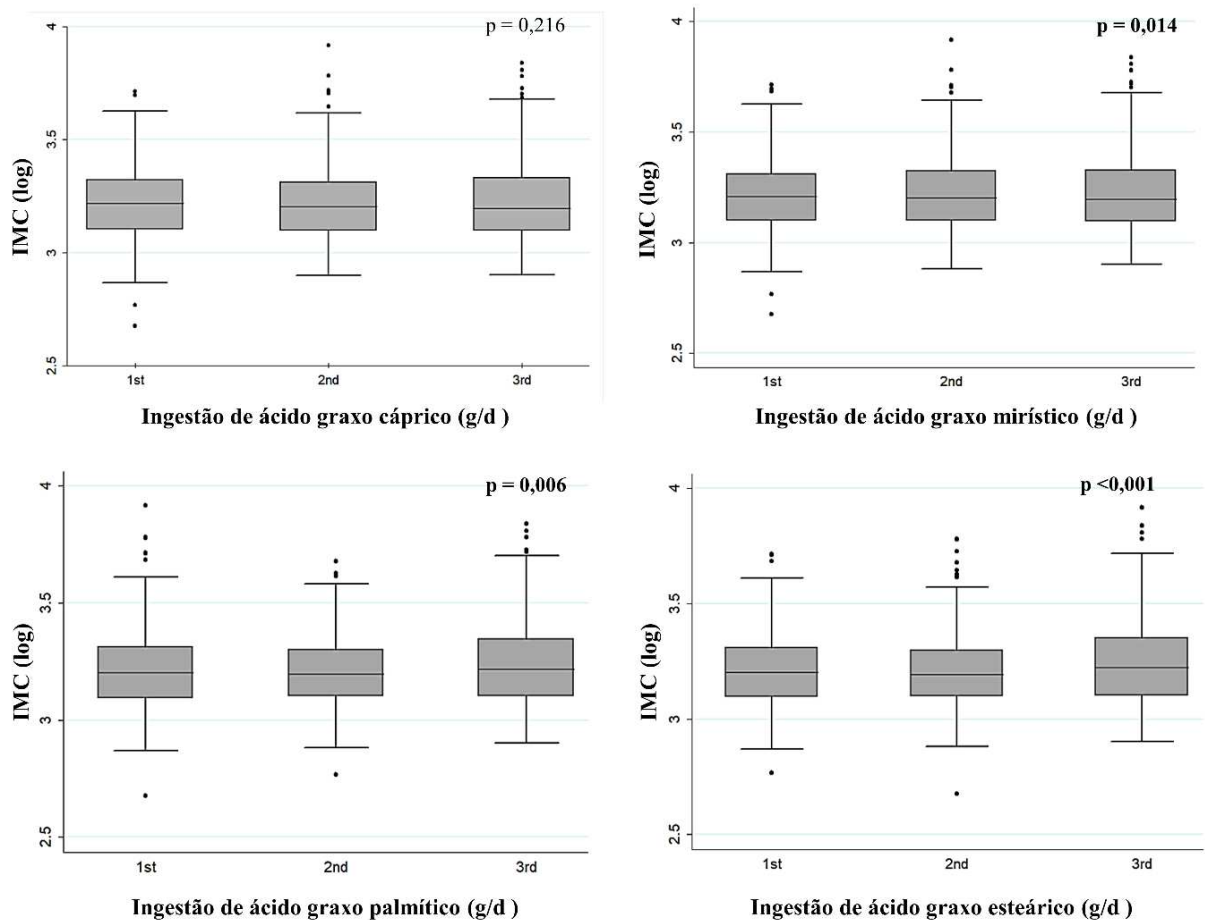 p = 0,216
IMC (log)
4
3.5
3
2.5
1st
2nd
3rd
Ingestão de ácido graxo cáprico (g/d )
p = 0,014
IMC (log)
4
3.5
3
2.5
1st
2nd
3rd
Ingestão de ácido graxo mirístico (g/d )
p = 0,006
IMC (log)
4
3.5
3
2.5
1st
2nd
3rd
Ingestão de ácido graxo palmítico (g/d )
p <0,001
IMC (log)
4
3.5
3
2.5
1st
2nd
3rd
Ingestão de ácido graxo esteárico (g/d )